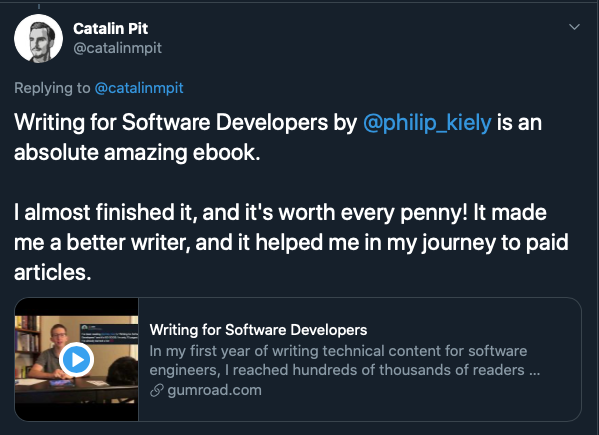 Catalin Pit
@catalinmpit
Replying to @catalinmpit
Writing for Software Developers by @philip_kiely is an
absolute amazing ebook.
I almost finished it, and it's worth every penny! It made
me a better writer, and it helped me in my journey to paid
articles.
Writing for Software Developers
In my first year of writing technical content for software
engineers, I reached hundreds of thousands of readers ...
gumroad.com